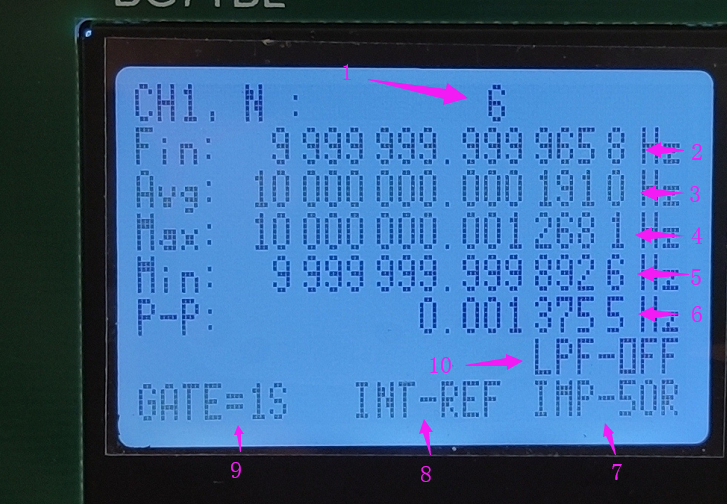 CH1. N : 6
Fin: 9 999 999.999 965 8 Hz
Avg: 10 000 000.000 191 0 Hz
Max: 10 000 000.001 268 1 Hz
Min: 9 999 999.999 892 6 Hz
P-P: 0.001 375 5 Hz
LPF-OFF
GATE=1S INT-REF IMP-50R
1
2
3
4
5
6
10
9
8
7